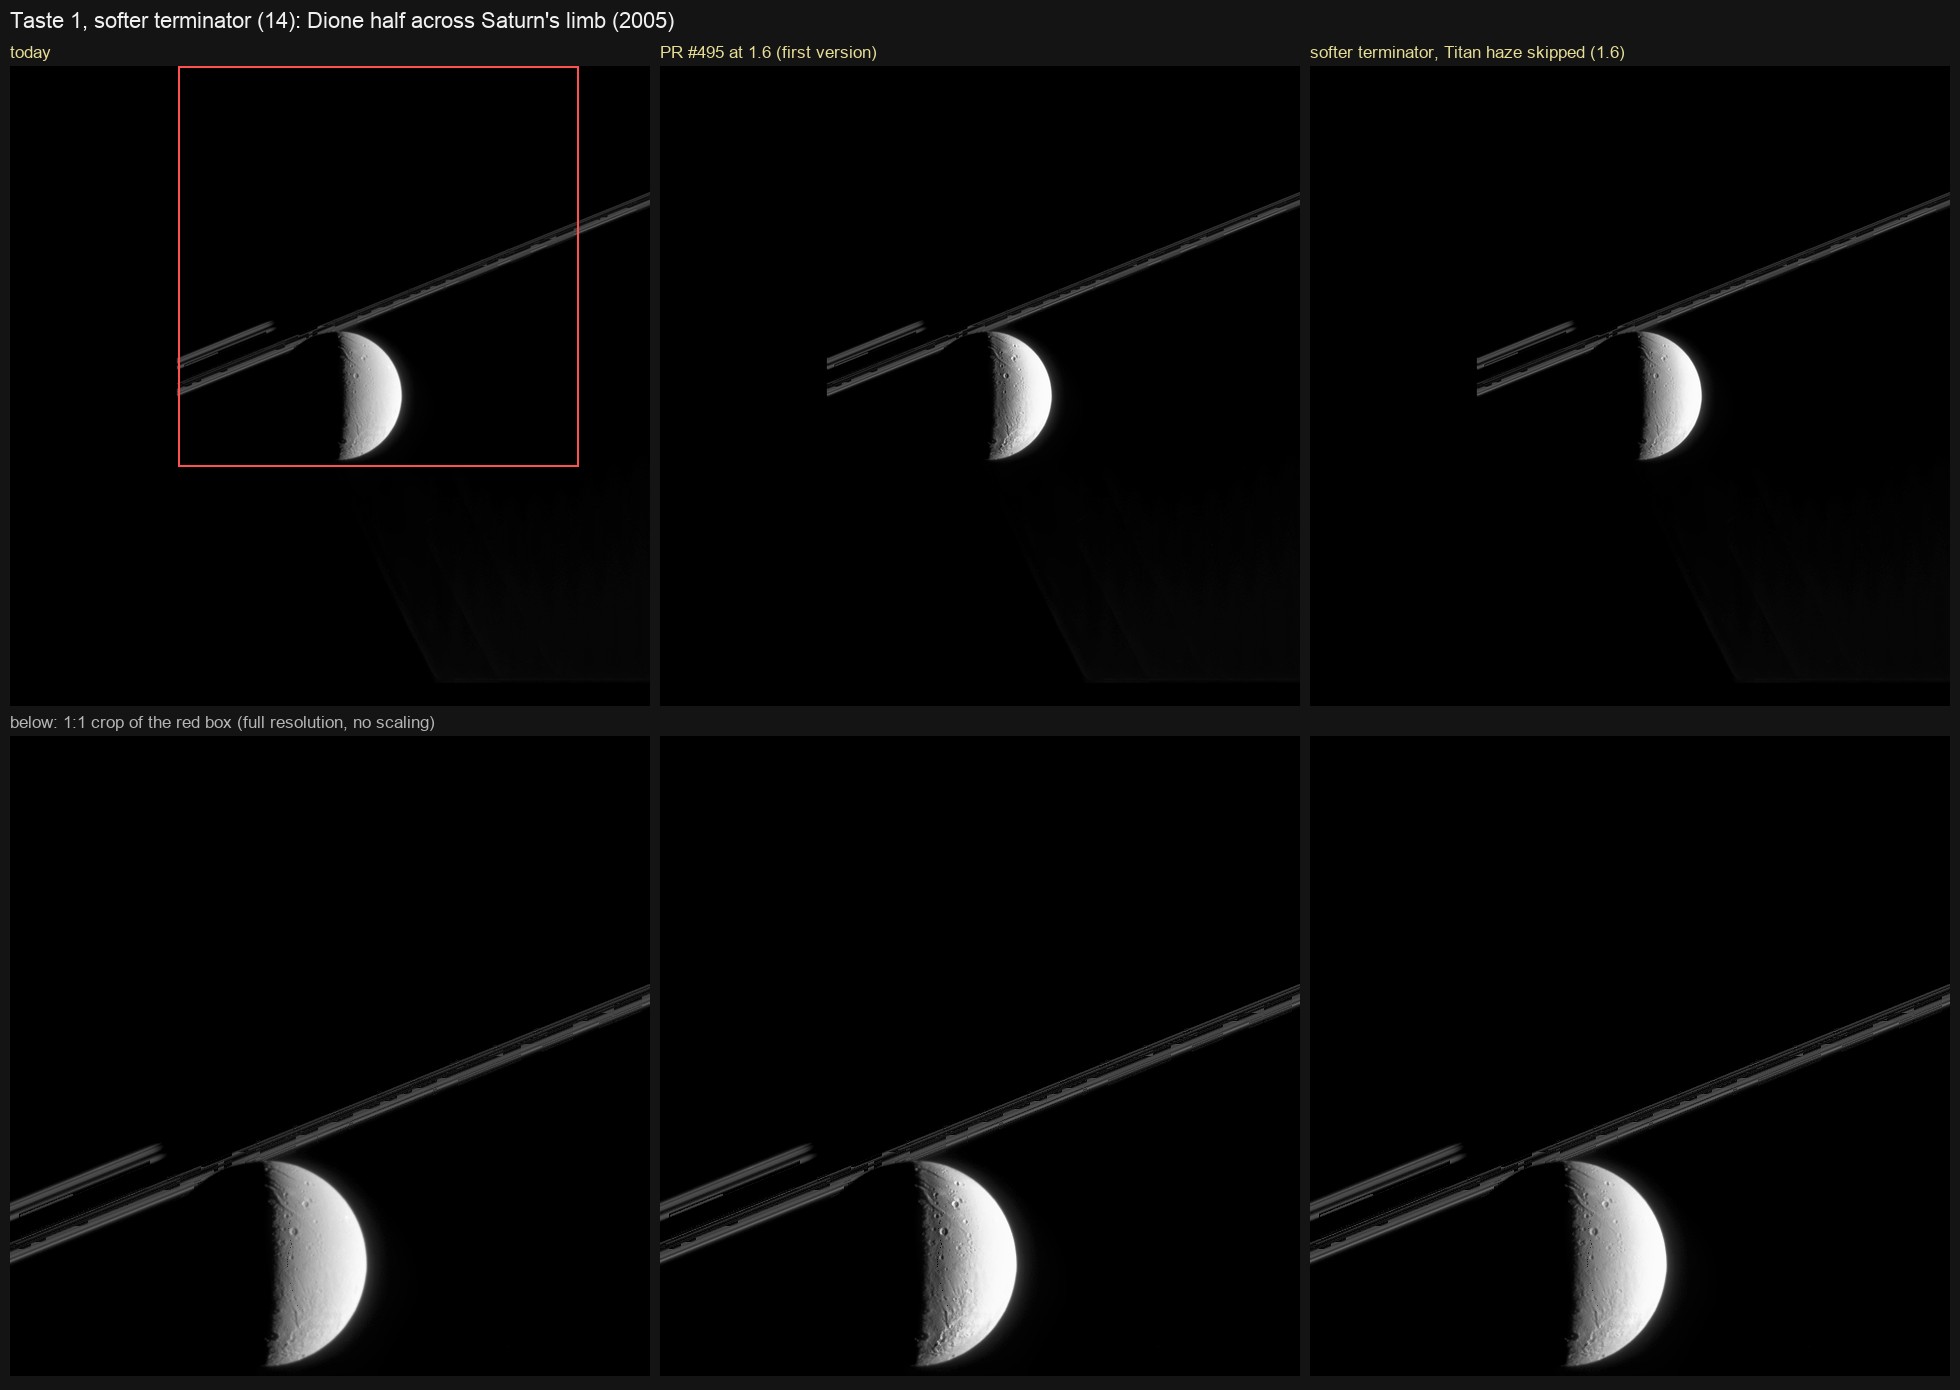 Taste 1, softer terminator (14): Dione half across Saturn's limb (2005)
today
PR #495 at 1.6 (first version)
softer terminator, Titan haze skipped (1.6)
below: 1:1 crop of the red box (full resolution, no scaling)